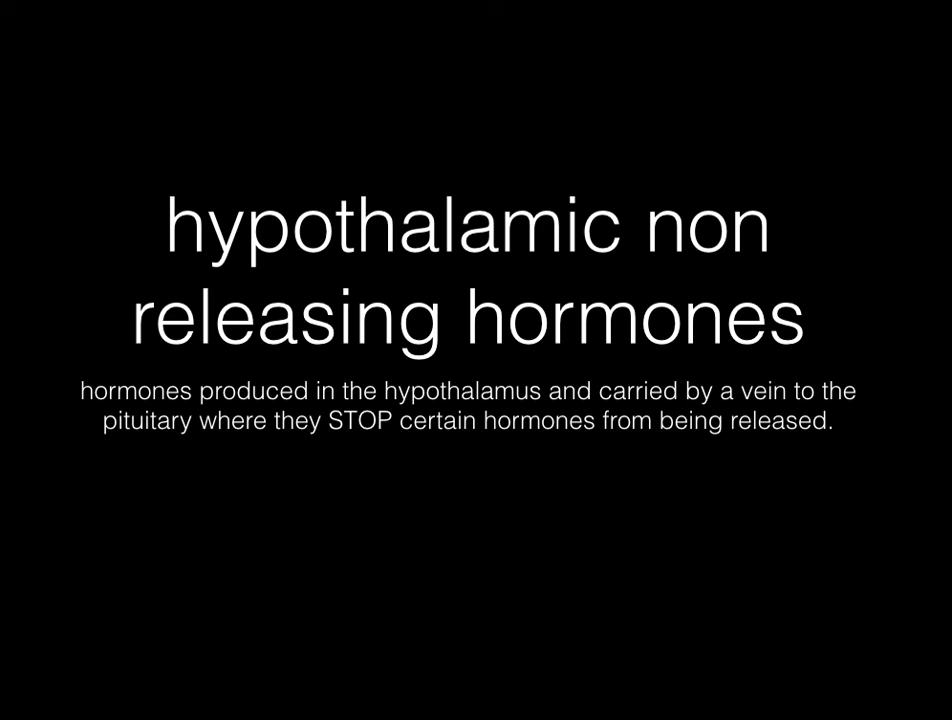 hypothalamic non
releasing hormones
hormones produced in the hypothalamus and carried by a vein to the
pituitary where they STOP certain hormones from being released.